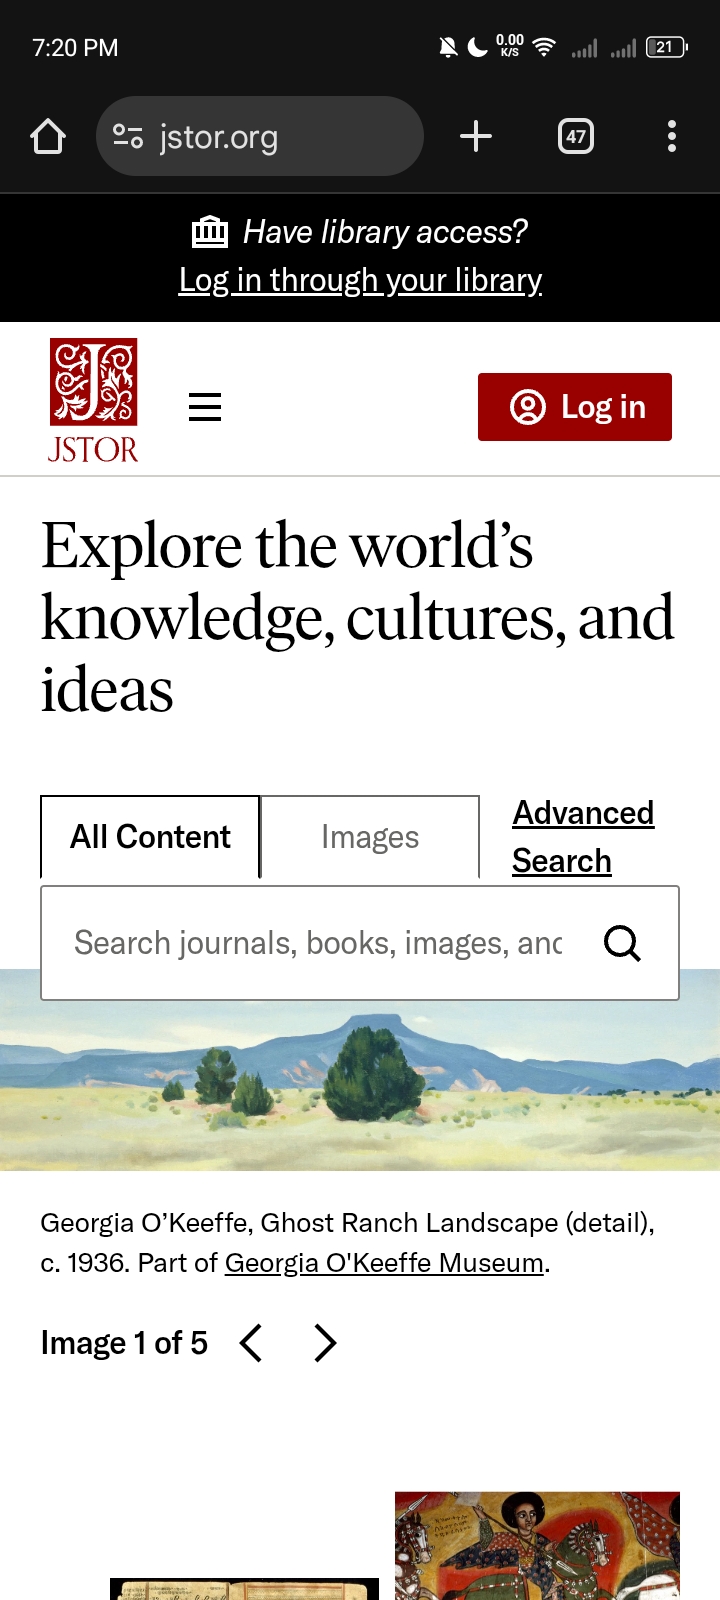 7:20 PM
0.00
K/S
21
jstor.org
47
Have library access?
Log in through your library
JSTOR
Log in
Explore the world’s
knowledge, cultures, and
ideas
All Content
Images
Advanced
Search
Search journals, books, images, and
Georgia O’Keeffe, Ghost Ranch Landscape (detail),
c. 1936. Part of Georgia O'Keeffe Museum.
Image 1 of 5